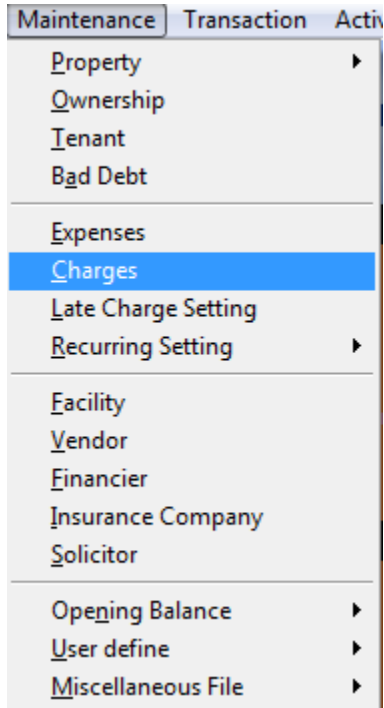 Maintenance Transaction Activ
Property
Ownership
Tenant
Bad Debt
Expenses
Charges
Late Charge Setting
Recurring Setting
Facility
Vendor
Financier
Insurance Company
Solicitor
Opening Balance
User define
Miscellaneous File